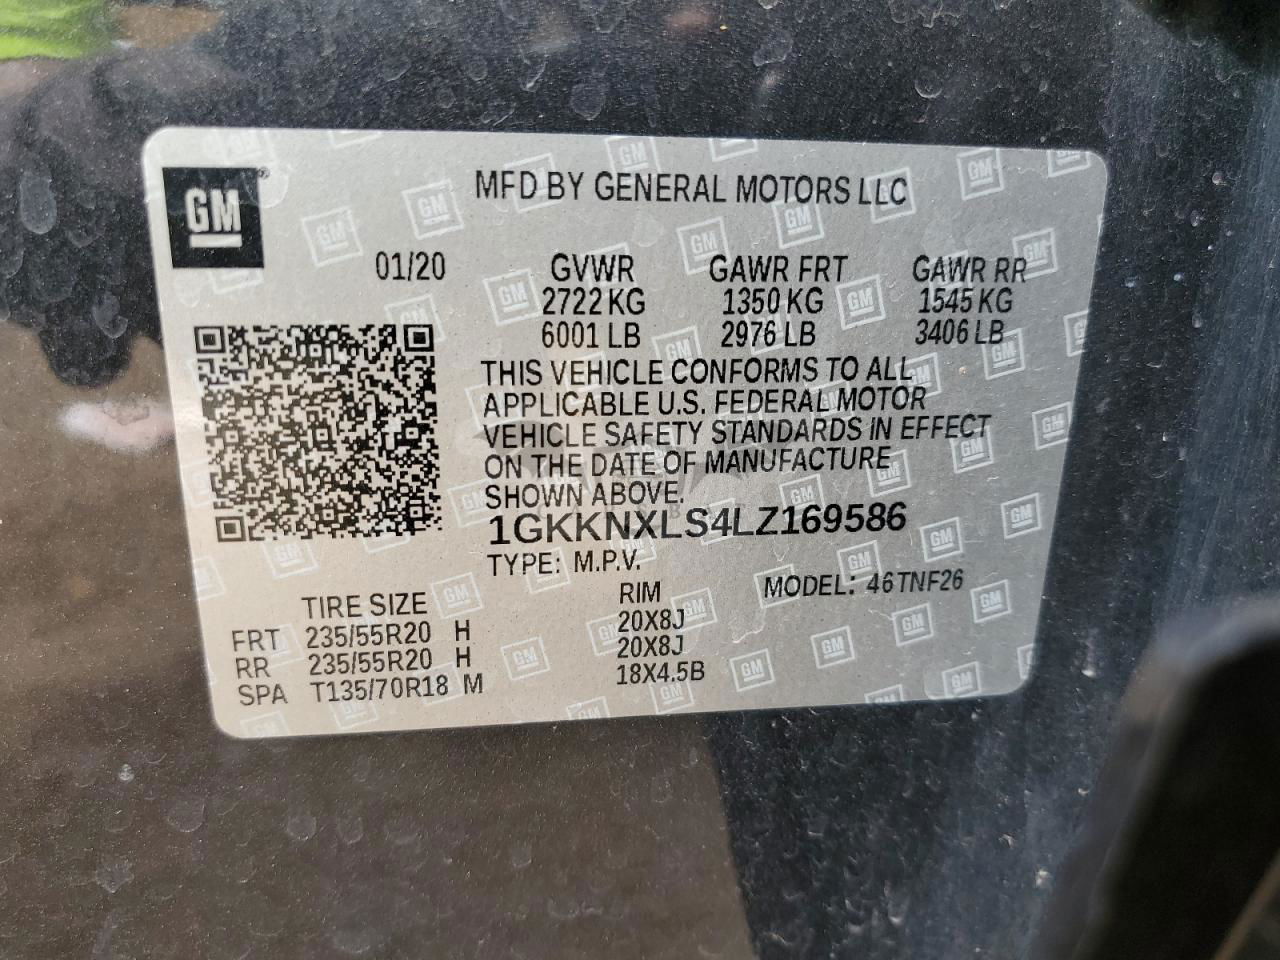 GM
MFD BY GENERAL MOTORS LLC
01/20 GVWR GAWR FRT GAWR RR
2722 KG 1350 KG 1545 KG
6001 LB 2976 LB 3406 LB
THIS VEHICLE CONFORMS TO ALL
APPLICABLE U.S. FEDERAL MOTOR
VEHICLE SAFETY STANDARDS IN EFFECT
ON THE DATE OF MANUFACTURE
SHOWN ABOVE.
1GKKNXLS4LZ169586
TYPE: M.P.V. MODEL: 46TNF26
TIRE SIZE RIM
FRT 235/55R20 H 20X8J
RR 235/55R20 H 20X8J
SPA T135/70R18 M 18X4.5B